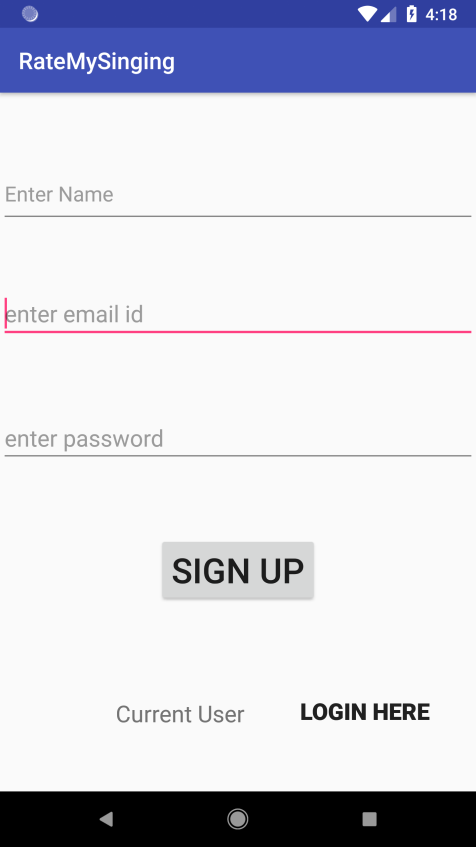 4:18
RateMySinging
Enter Name
enter email id
enter password
SIGN UP
Current User LOGIN HERE